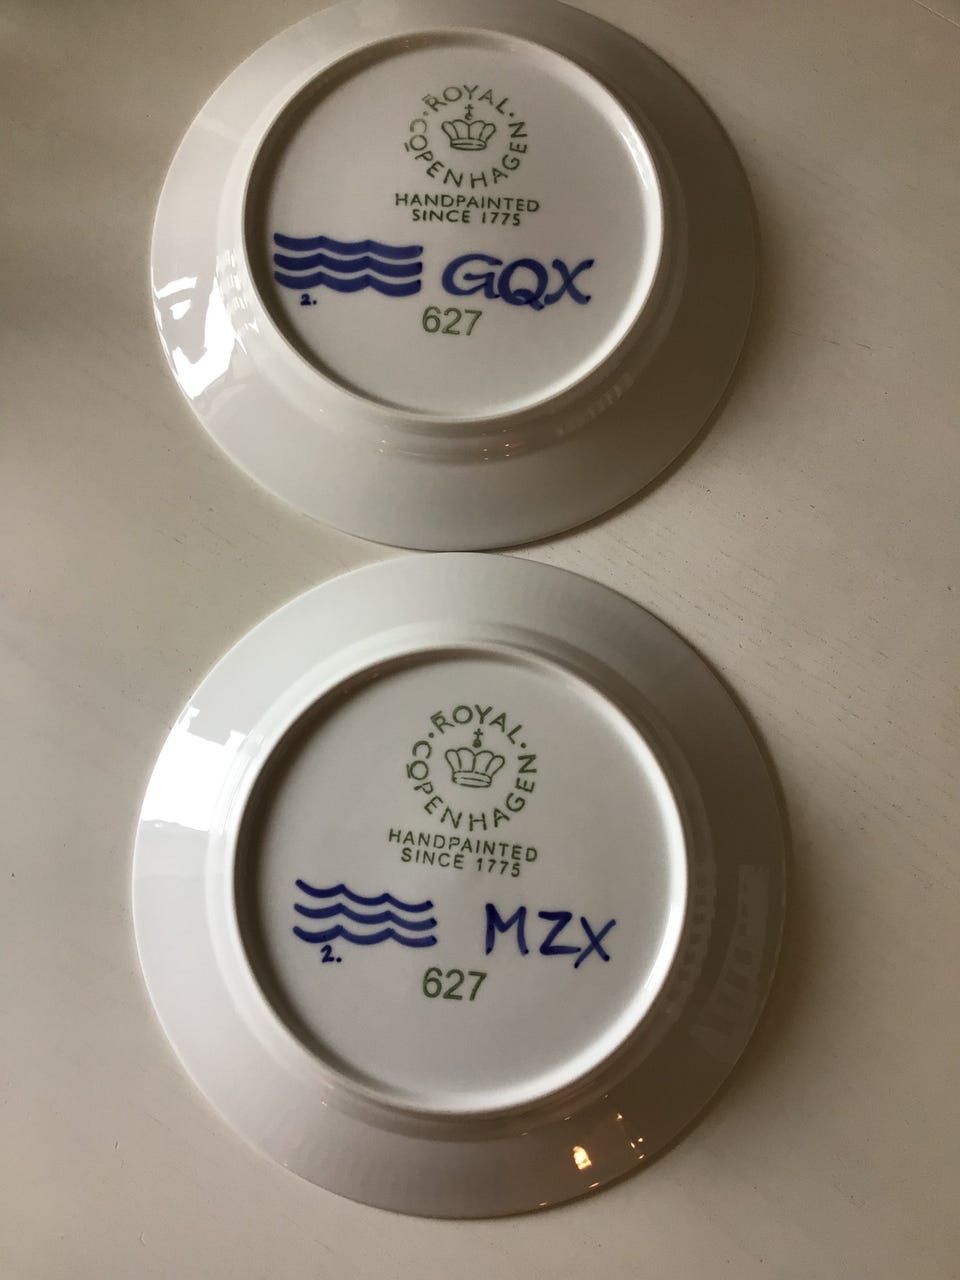 ROYAL COPENHAGEN
HANDPAINTED
SINCE 1775
GQX
2.
627
ROYAL COPENHAGEN
HANDPAINTED
SINCE 1775
MZX
2.
627